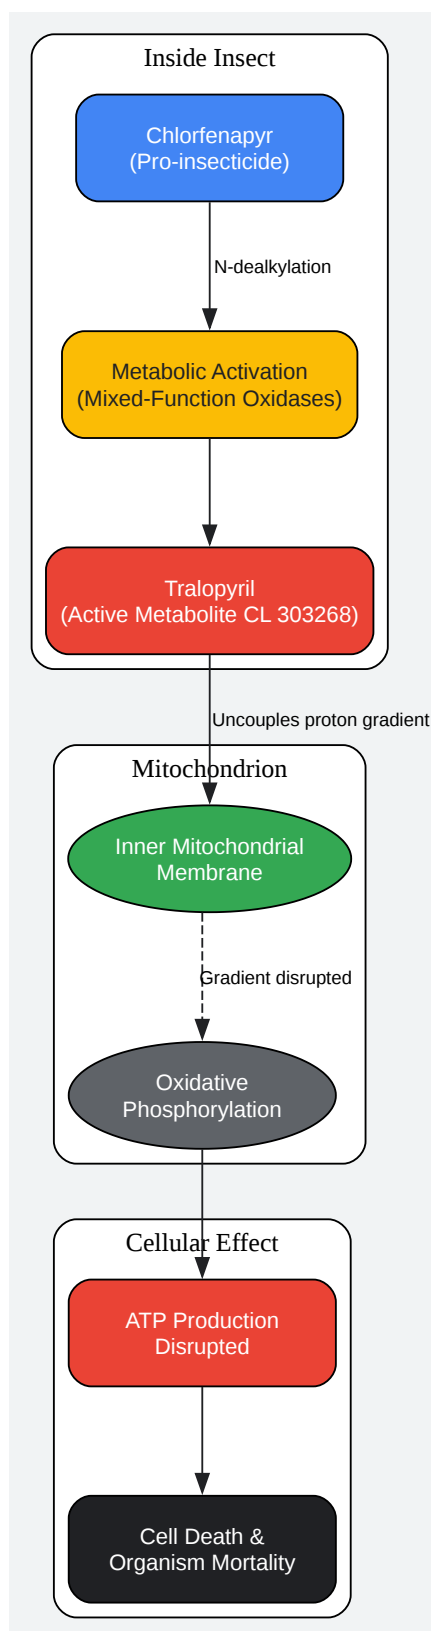 Inside Insect
Chlorfenapyr
(Pro-insecticide)
N-dealkylation
Metabolic Activation
(Mixed-Function Oxidases)
Tralopyril
(Active Metabolite CL 303268)
Uncouples proton gradient
Mitochondrion
Inner Mitochondrial
Membrane
Gradient disrupted
Oxidative
Phosphorylation
Cellular Effect
ATP Production
Disrupted
Cell Death &
Organism Mortality